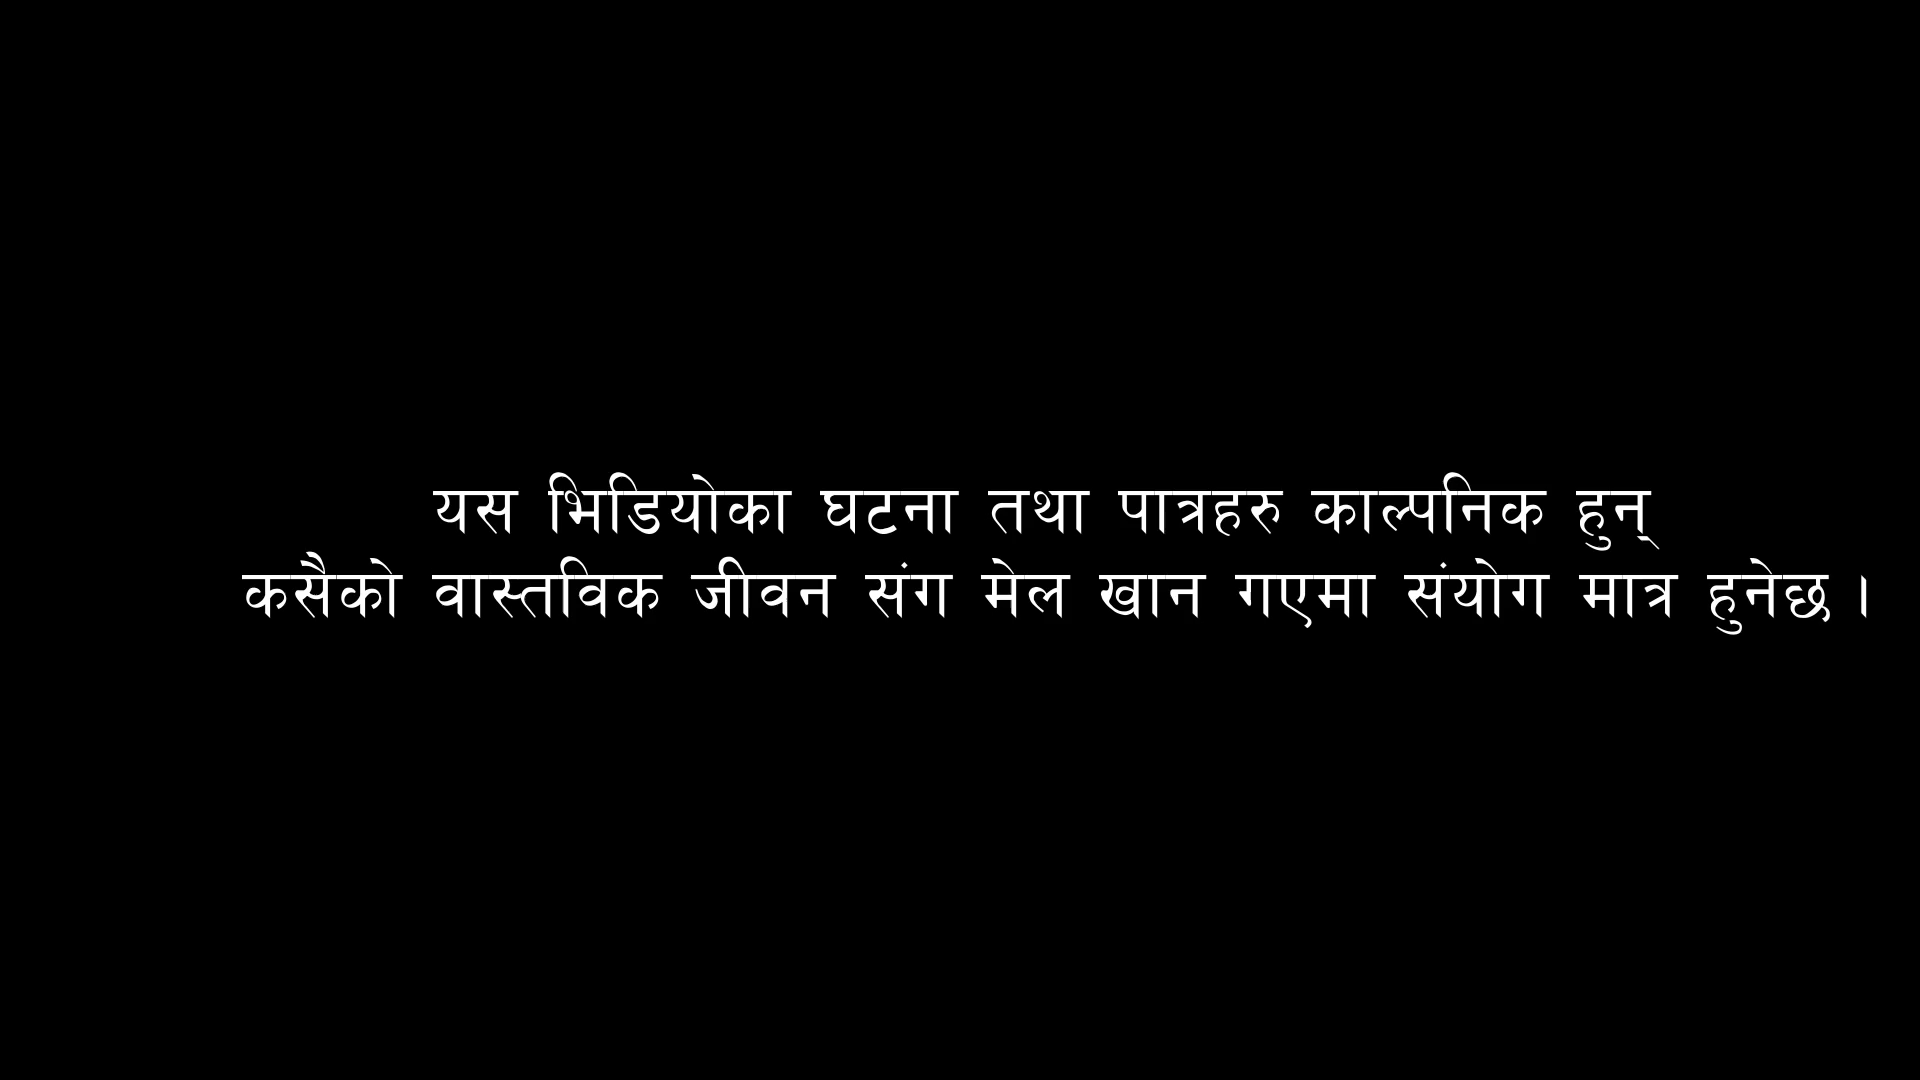 यस भिडियोका घटना तथा पात्रहरु काल्पनिक हुन्
कसैको वास्तविक जीवन संग मेल खान गएमा संयोग मात्र हुनेछ ।